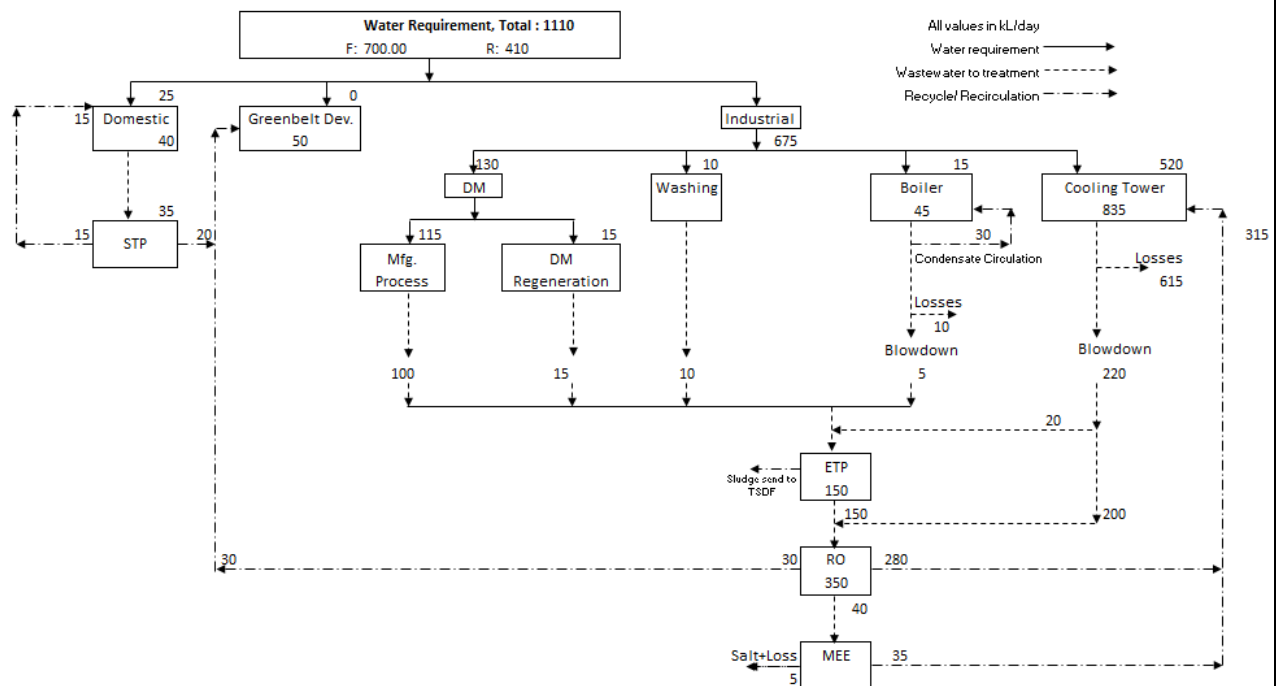 Water Requirement, Total : 1110
F: 700.00 R: 410
All values in kL/day
Water requirement
Wastewater to treatment
Recycle/ Recirculation
25
0
15
Domestic
40
Greenbelt Dev.
50
Industrial
675
130
10
15
520
DM
Washing
Boiler
45
Cooling Tower
835
35
15
STP
20
115
15
30
315
Mfg.
Process
DM
Regeneration
Condensate Circulation
Losses
615
Losses
10
Blowdown
Blowdown
100
15
10
5
220
20
Sludge send to
TSDF
ETP
150
150
200
30
30
RO
350
280
40
Salt+Loss
5
MEE
35